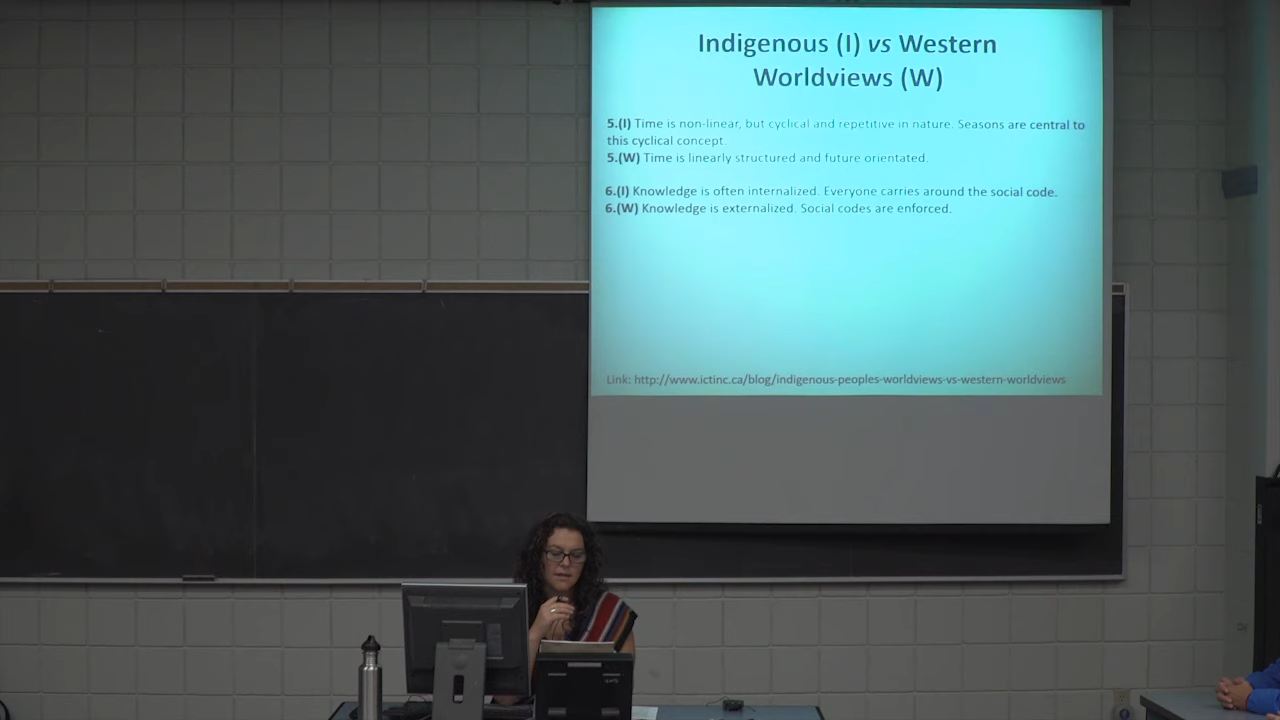 Indigenous (I) vs Western
Worldviews (W)
5.(I) Time is non-linear, but cyclical and repetitive in nature. Seasons are central to
this cyclical concept.
5.(W) Time is linearly structured and future orientated.
6.(I) Knowledge is often internalized. Everyone carries around the social code.
6.(W) Knowledge is externalized. Social codes are enforced.
Link: http://www.ictinc.ca/blog/indigenous-peoples-worldviews-vs-western-worldviews